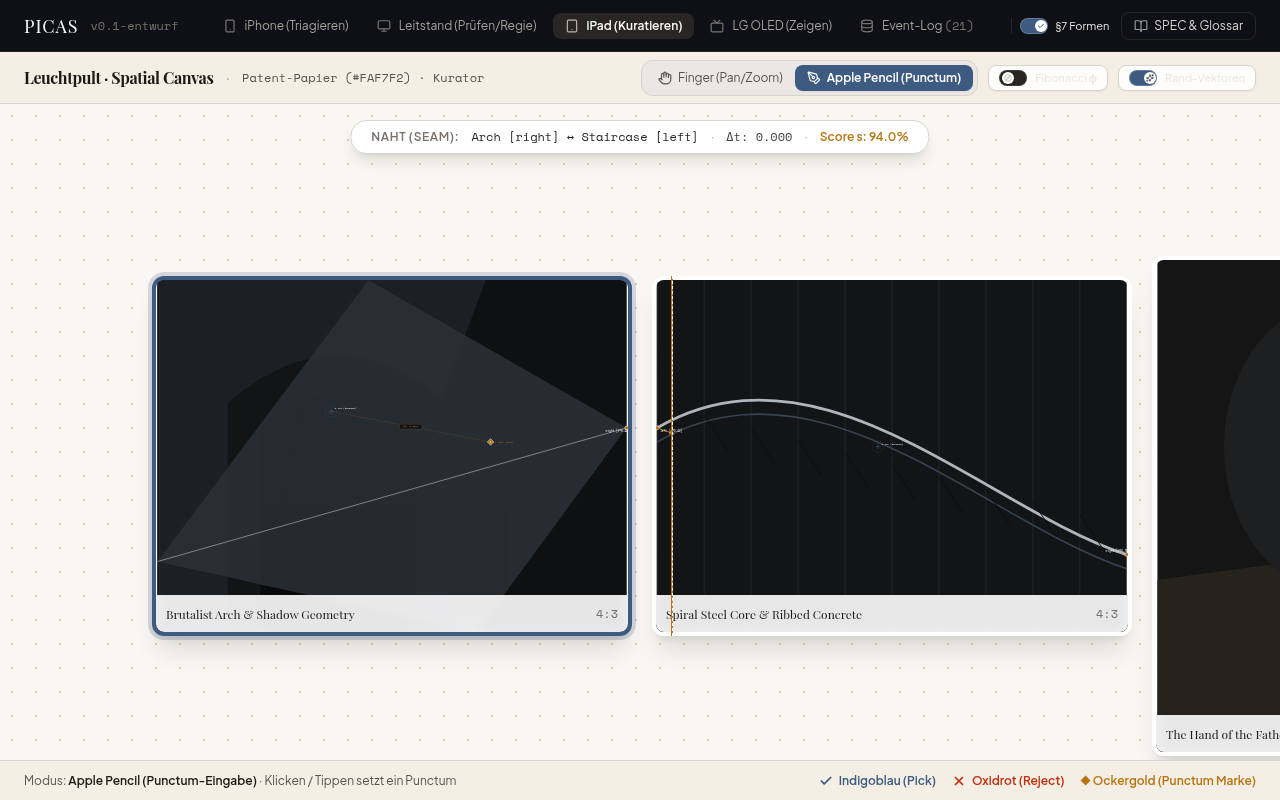 PICAS v0.1-entwurf iPhone (Triagieren) Leitstand (Prüfen/Regie) iPad (Kuratieren) LG OLED (Zeigen) Event-Log (21) §7 Formen SPEC & Glossar
Leuchtpult · Spatial Canvas · Patent-Papier (#FAF7F2) · Kurator Finger (Pan/Zoom) Apple Pencil (Punctum) Fibonacci ф Rand-Vektoren
NAHT (SEAM): Arch [right] ↔ Staircase [left] · Δt: 0.000 · Score s: 94.0%
Brutalist Arch & Shadow Geometry 4:3
Spiral Steel Core & Ribbed Concrete 4:3
The Hand of the Fath
Modus: Apple Pencil (Punctum-Eingabe) · Klicken / Tippen setzt ein Punctum Indigoblau (Pick) Oxidrot (Reject) Ockergold (Punctum Marke)